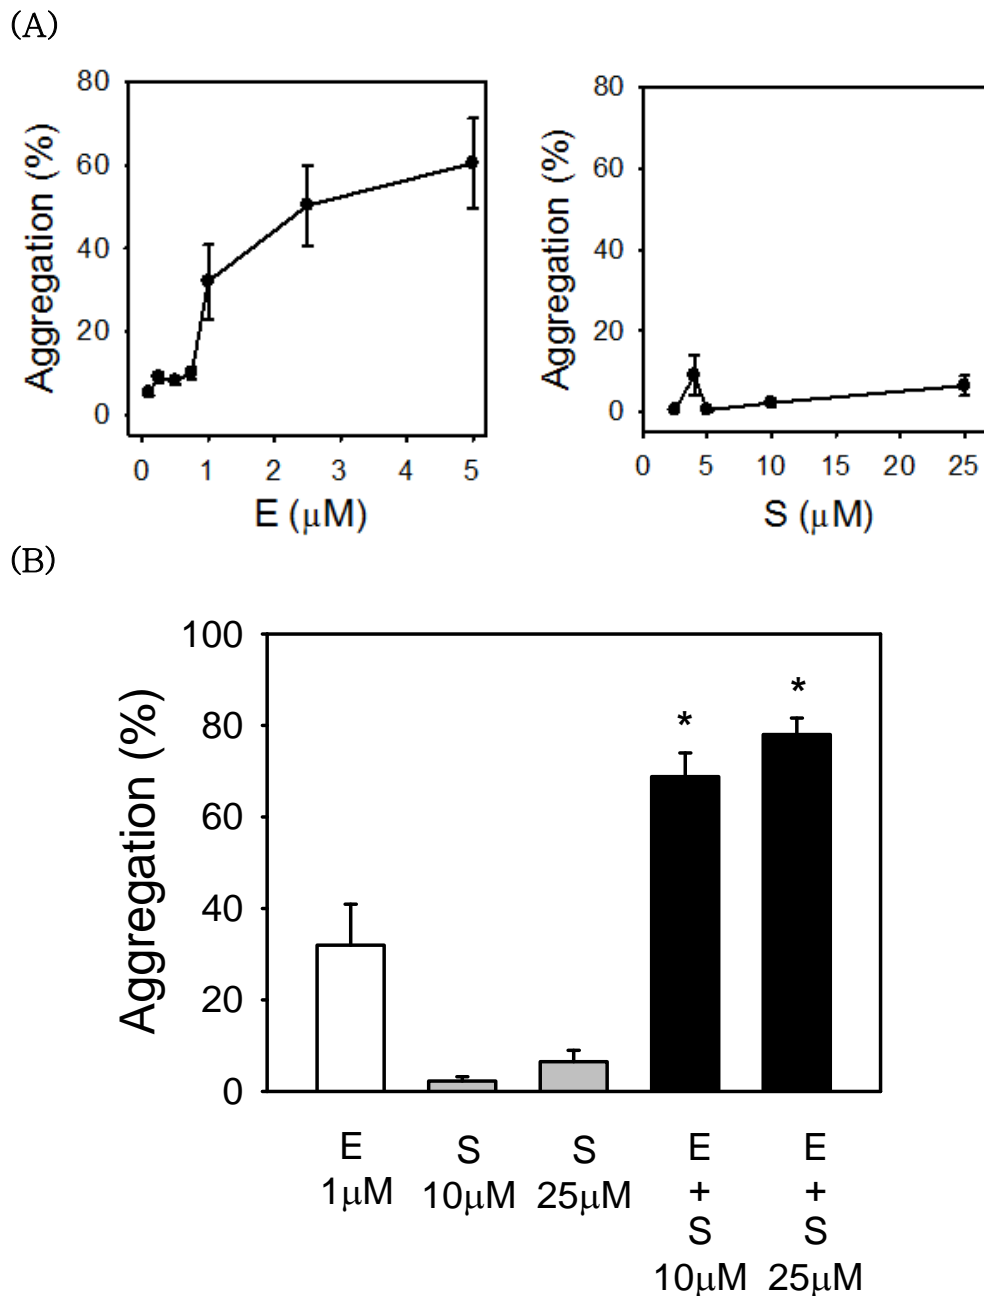 (A)
80
60
40
20
0
Aggregation (%)
0 1 2 3 4 5
E (μM)
80
60
40
20
0
Aggregation (%)
0 5 10 15 20 25
S (μM)
(B)
100
80
60
40
20
0
Aggregation (%)
* *
E S S E E
1μM 10μM 25μM + +
S S
10μM 25μM